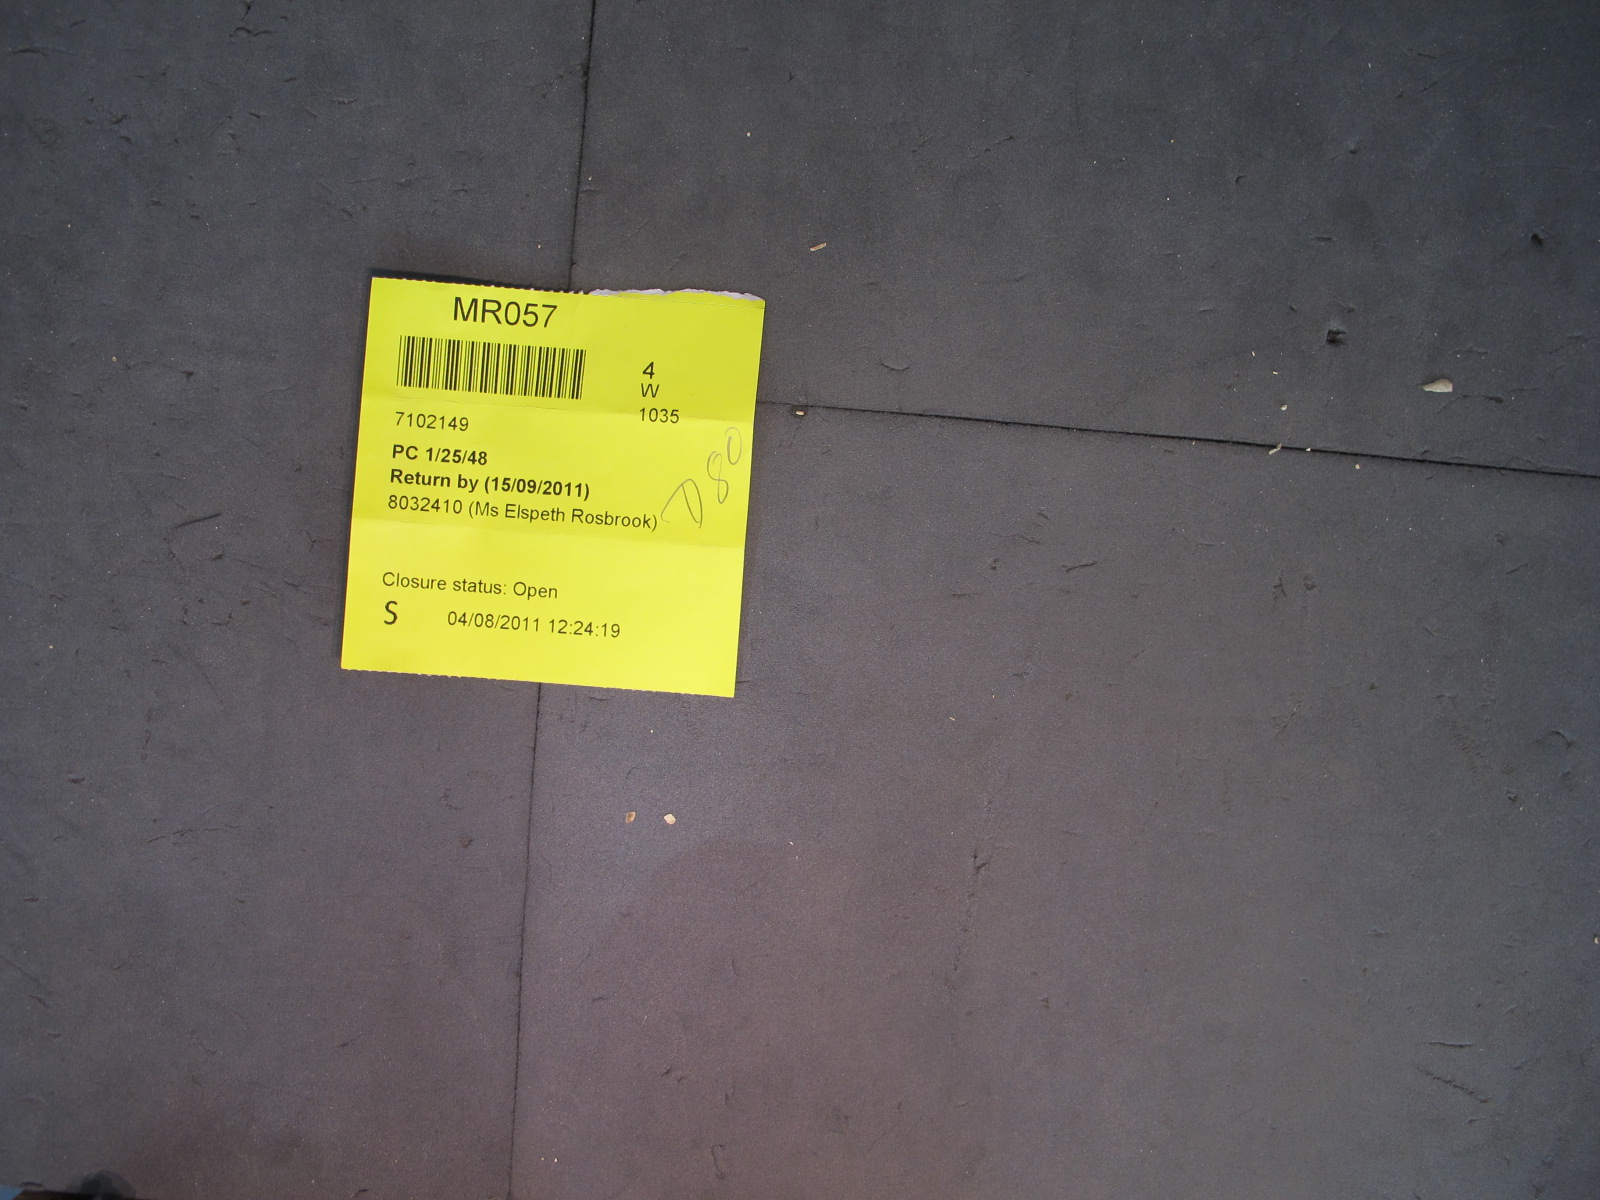 MR057
4
W
7102149
1035
PC 1/25/48
Return by (15/09/2011)
8032410 (Ms Elspeth Rosbrook)
D80
Closure status: Open
S 04/08/2011 12:24:19